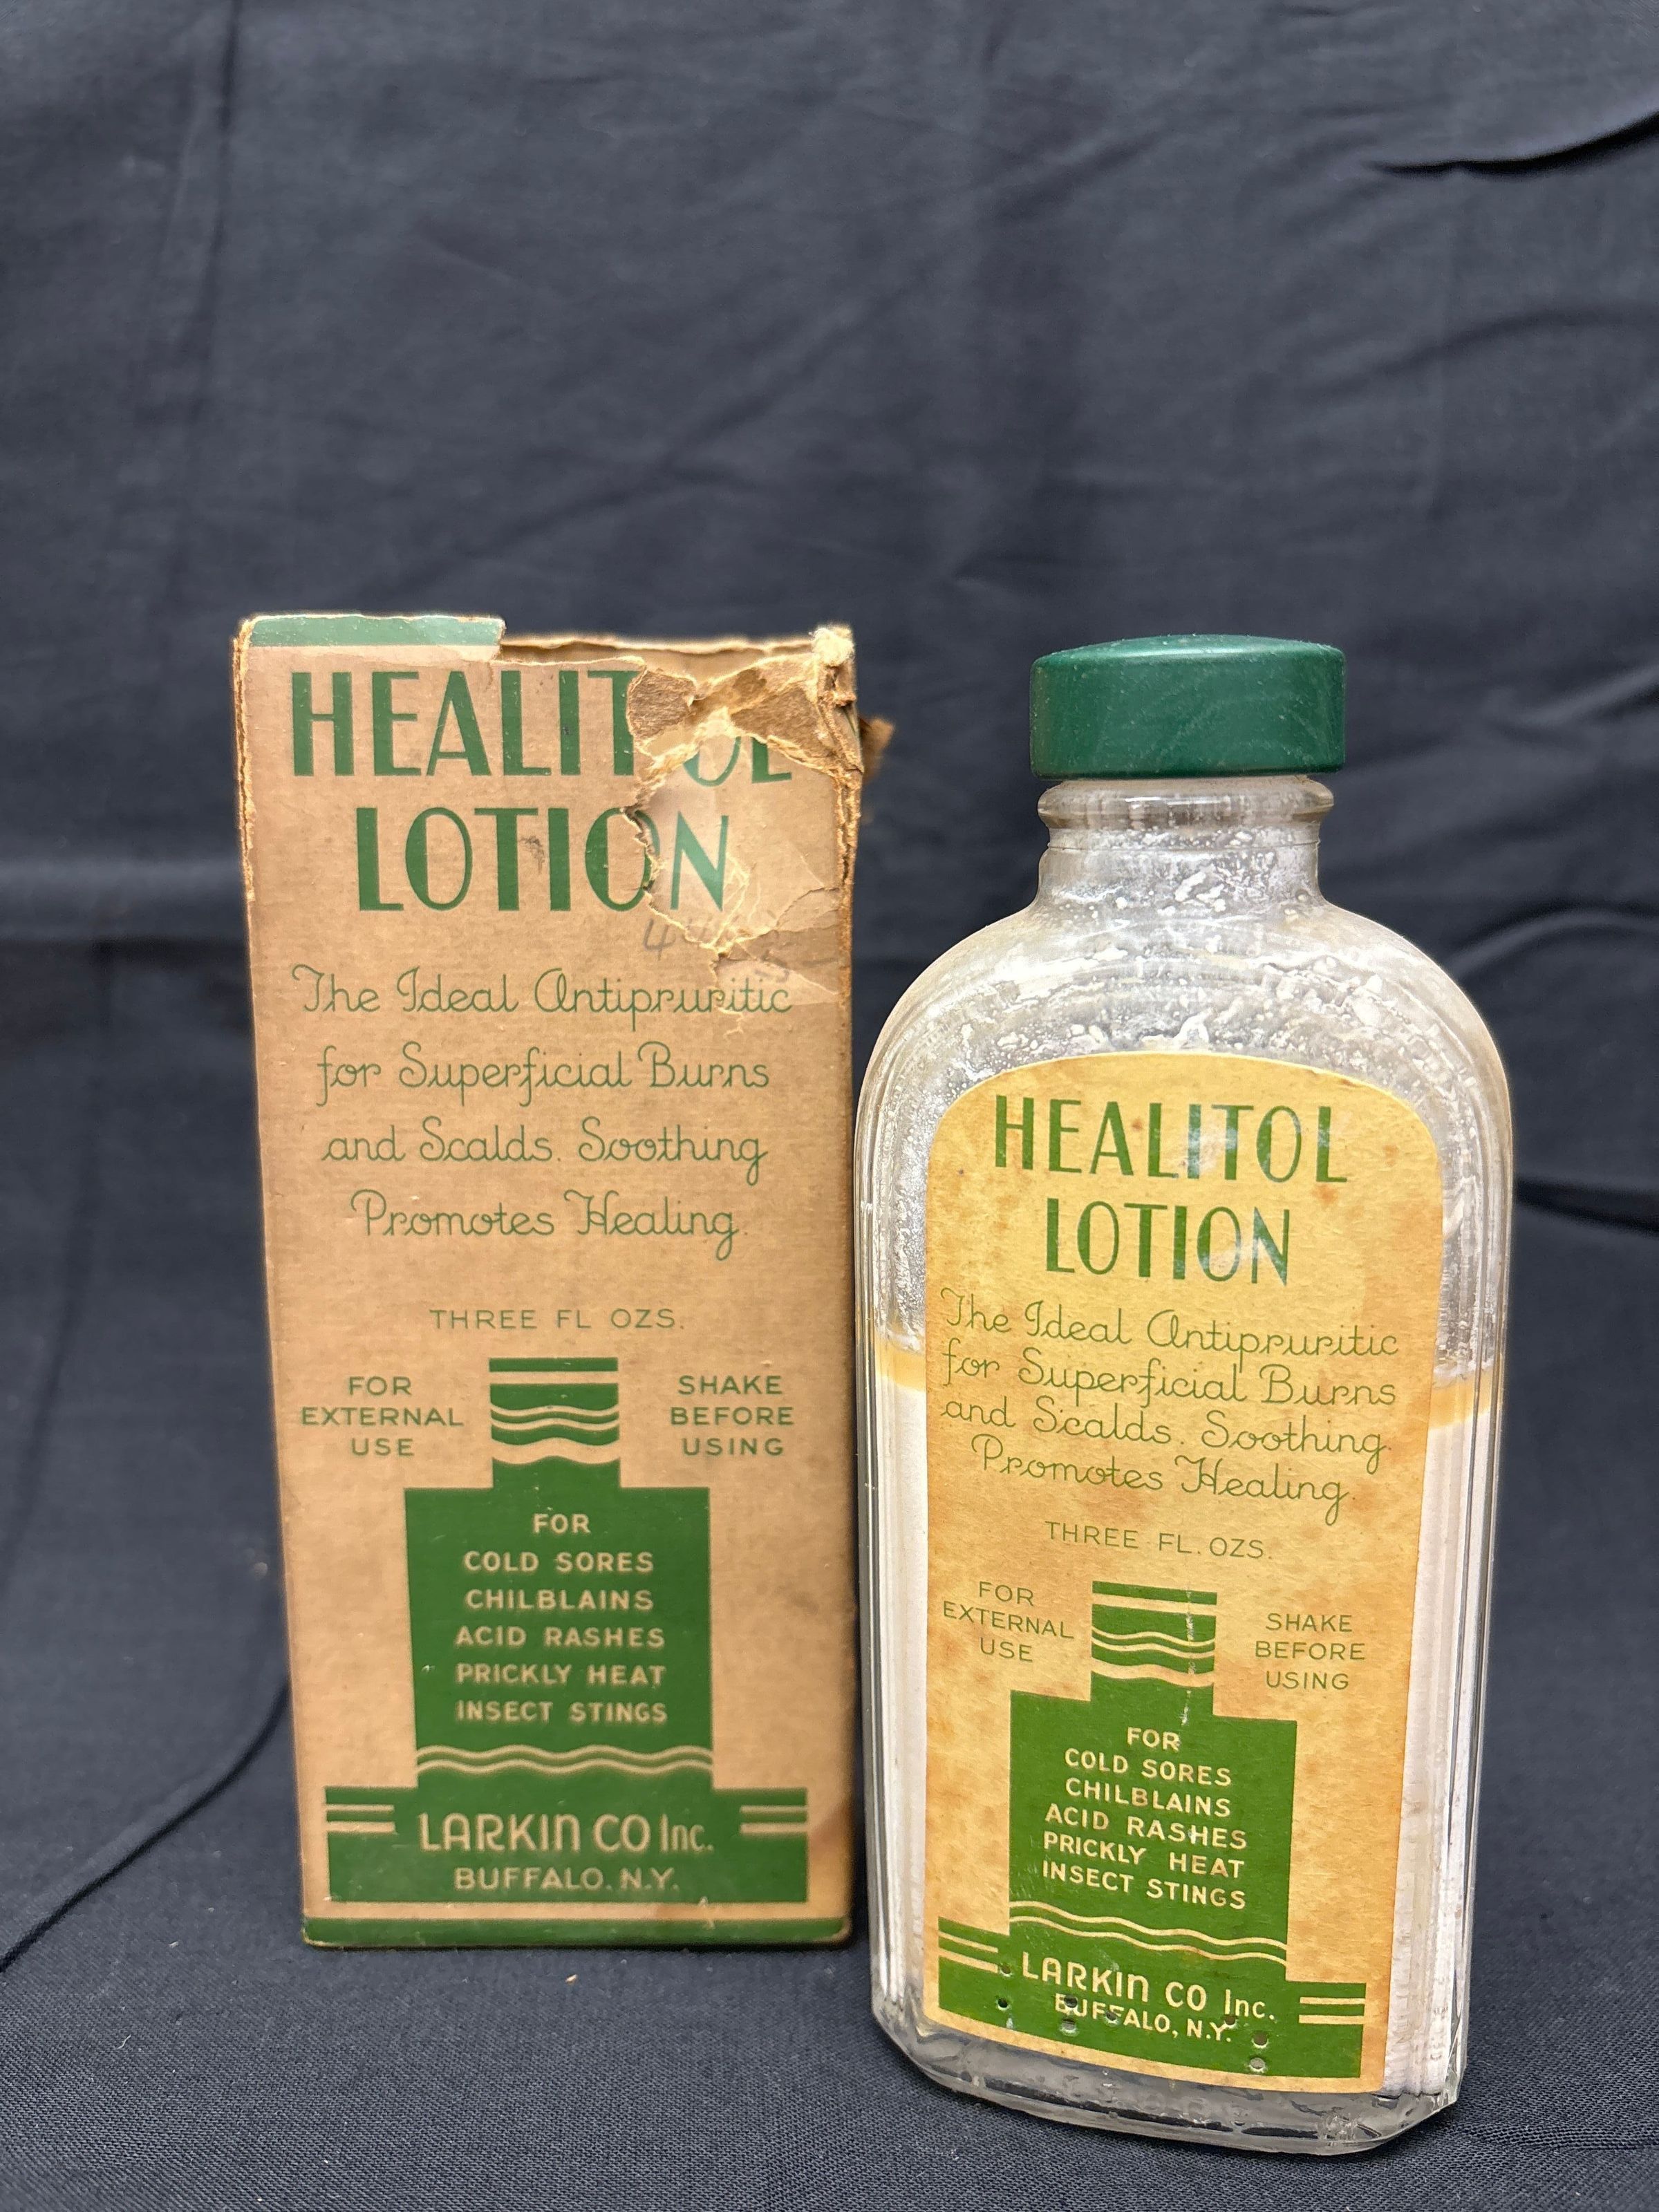 HEALITOL
LOTION
The Ideal Antipruritic
for Superficial Burns
and Scalds. Soothing
Promotes Healing.
THREE FL OZS.
FOR
EXTERNAL
USE
SHAKE
BEFORE
USING
FOR
COLD SORES
CHILBLAINS
ACID RASHES
PRICKLY HEAT
INSECT STINGS
LARKIN CO Inc.
BUFFALO, N.Y.
HEALITOL
LOTION
The Ideal Antipruritic
for Superficial Burns
and Scalds. Soothing
Promotes Healing.
THREE FL. OZS.
FOR
EXTERNAL
USE
SHAKE
BEFORE
USING
FOR
COLD SORES
CHILBLAINS
ACID RASHES
PRICKLY HEAT
INSECT STINGS
LARKIN CO Inc.
BUFFALO, N.Y.